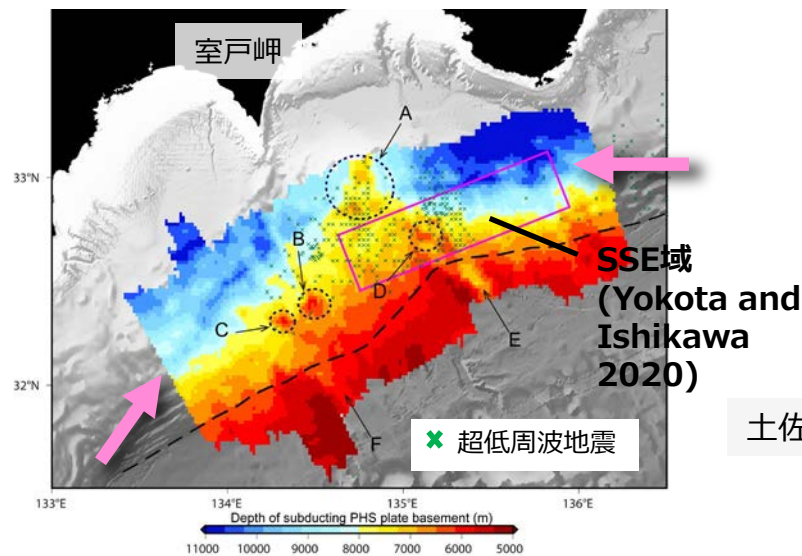 室戸岬
A
33°N
B
SSE域
(Yokota and
Ishikawa
2020)
D
C
E
32°N
F
超低周波地震
土佐
133°E
134°E
135°E
136°E
Depth of subducting PHS plate basement (m)
11000 10000 9000 8000 7000 6000 5000